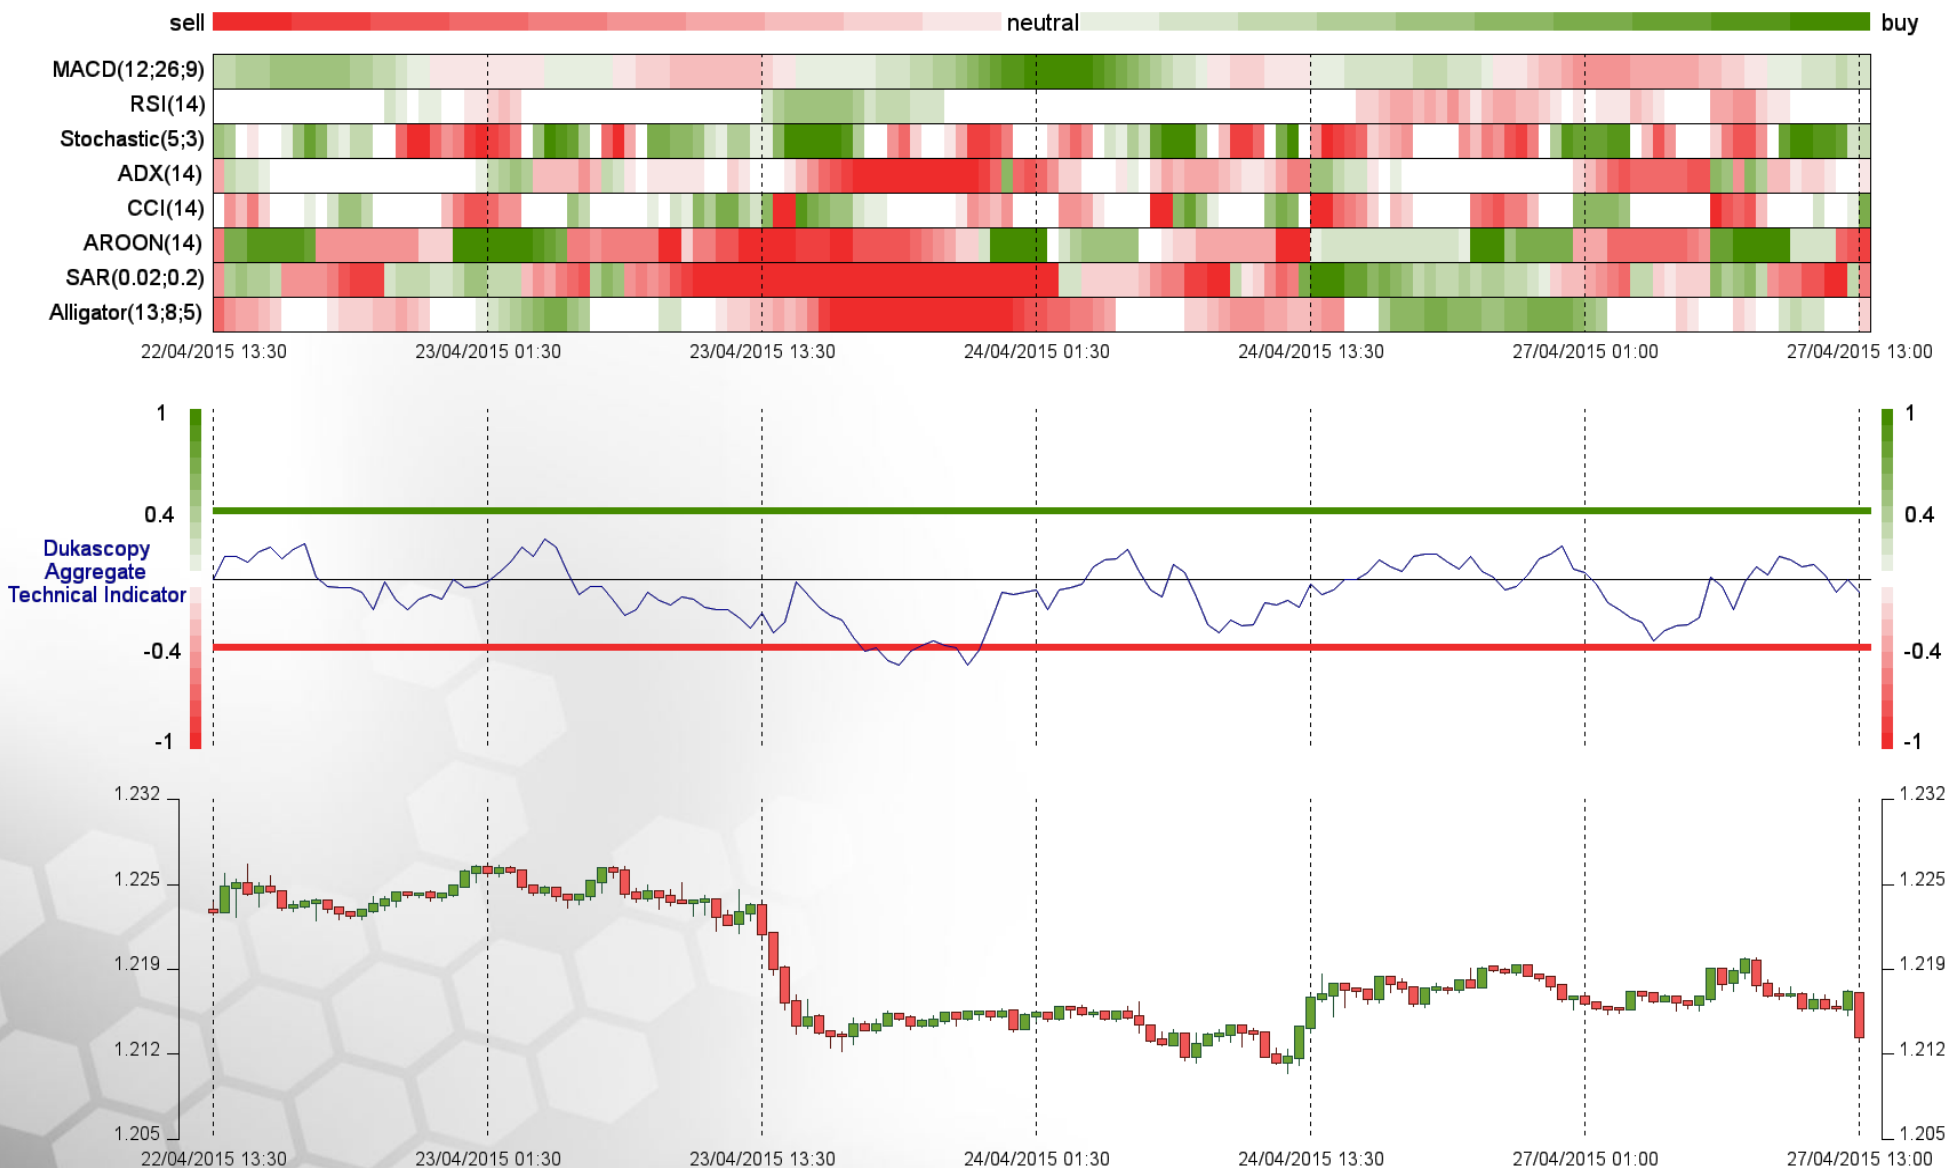 sell neutral buy
MACD(12;26;9)
RSI(14)
Stochastic(5;3)
ADX(14)
CCI(14)
AROON(14)
SAR(0.02;0.2)
Alligator(13;8;5)
22/04/2015 13:30 23/04/2015 01:30 23/04/2015 13:30 24/04/2015 01:30 24/04/2015 13:30 27/04/2015 01:00 27/04/2015 13:00
1 1
0.4 0.4
Dukascopy
Aggregate
Technical Indicator
-0.4 -0.4
-1 -1
1.232 1.232
1.225 1.225
1.219 1.219
1.212 1.212
1.205 1.205
22/04/2015 13:30 23/04/2015 01:30 23/04/2015 13:30 24/04/2015 01:30 24/04/2015 13:30 27/04/2015 01:00 27/04/2015 13:00